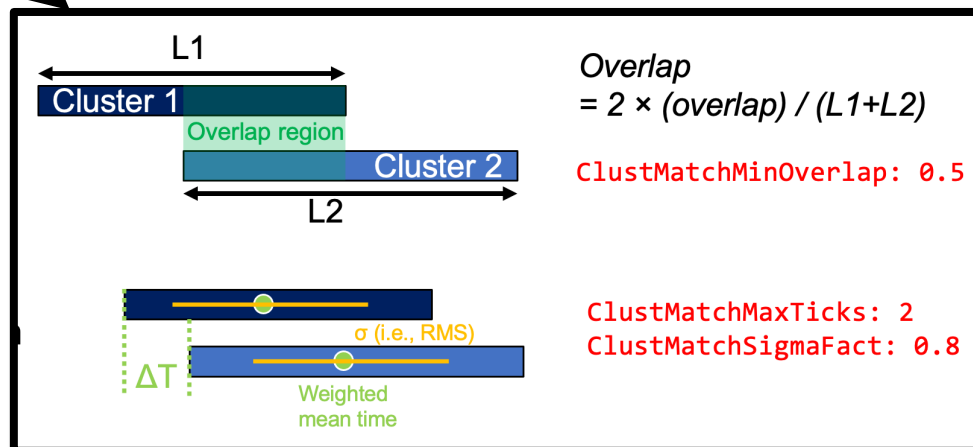 L1
Cluster 1
Overlap region
Cluster 2
L2
Overlap
= 2 × (overlap) / (L1+L2)
ClustMatchMinOverlap: 0.5
σ (i.e., RMS)
ΔT
Weighted
mean time
ClustMatchMaxTicks: 2
ClustMatchSigmaFact: 0.8